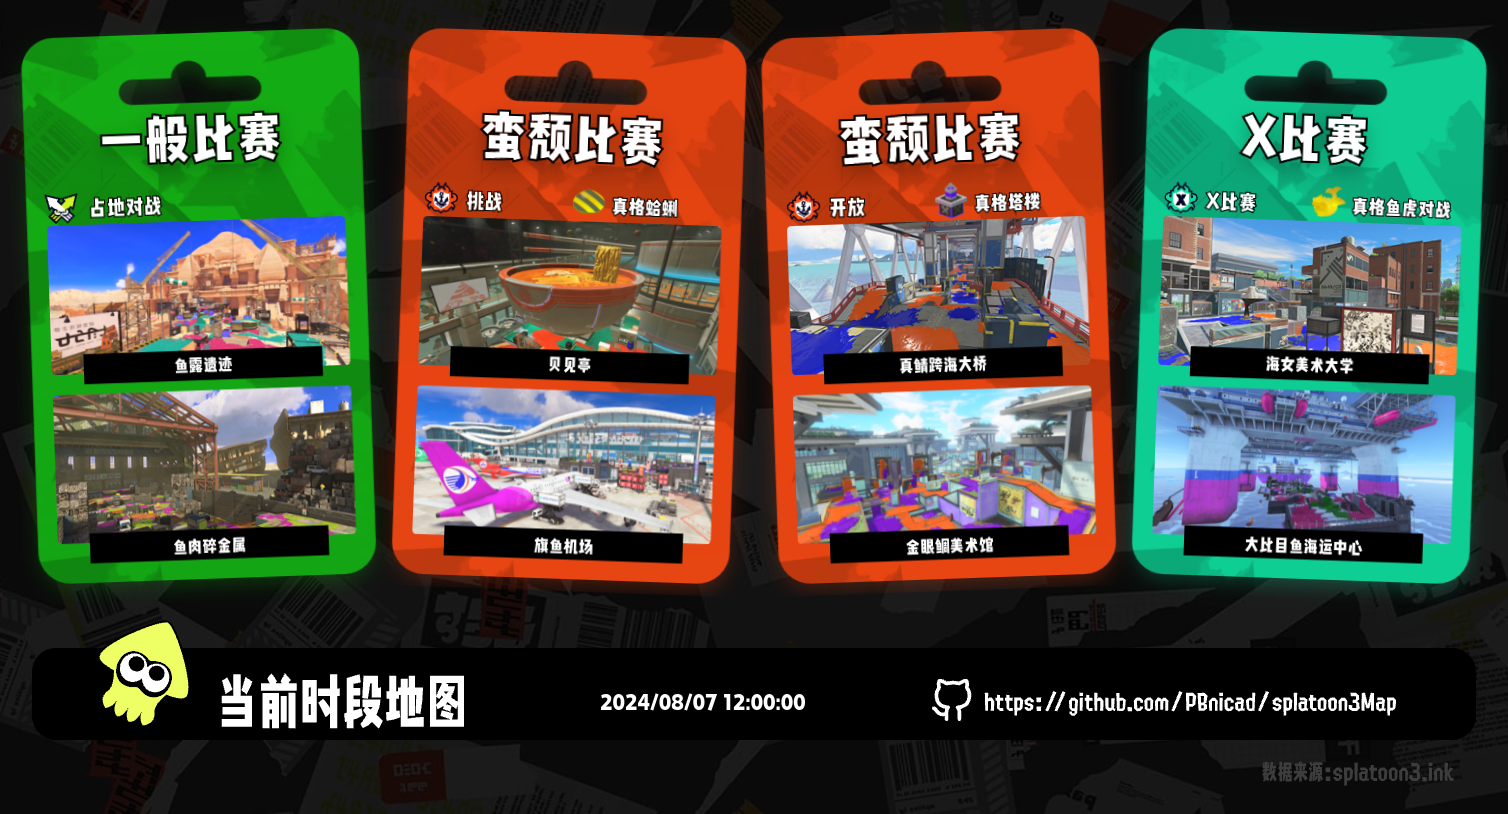 一般比赛
占地对战
鱼露遗迹
鱼肉碎金属
蛮颓比赛
挑战
真格蛤蜊
贝见亭
旗鱼机场
蛮颓比赛
开放
真格塔楼
真鲭跨海大桥
金眼鲷美术馆
X比赛
X比赛
真格鱼虎对战
海女美术大学
大比目鱼海运中心
当前时段地图
2024/08/07 12:00:00
https://github.com/PBnicad/splatoon3Map
数据来源:splatoon3.ink